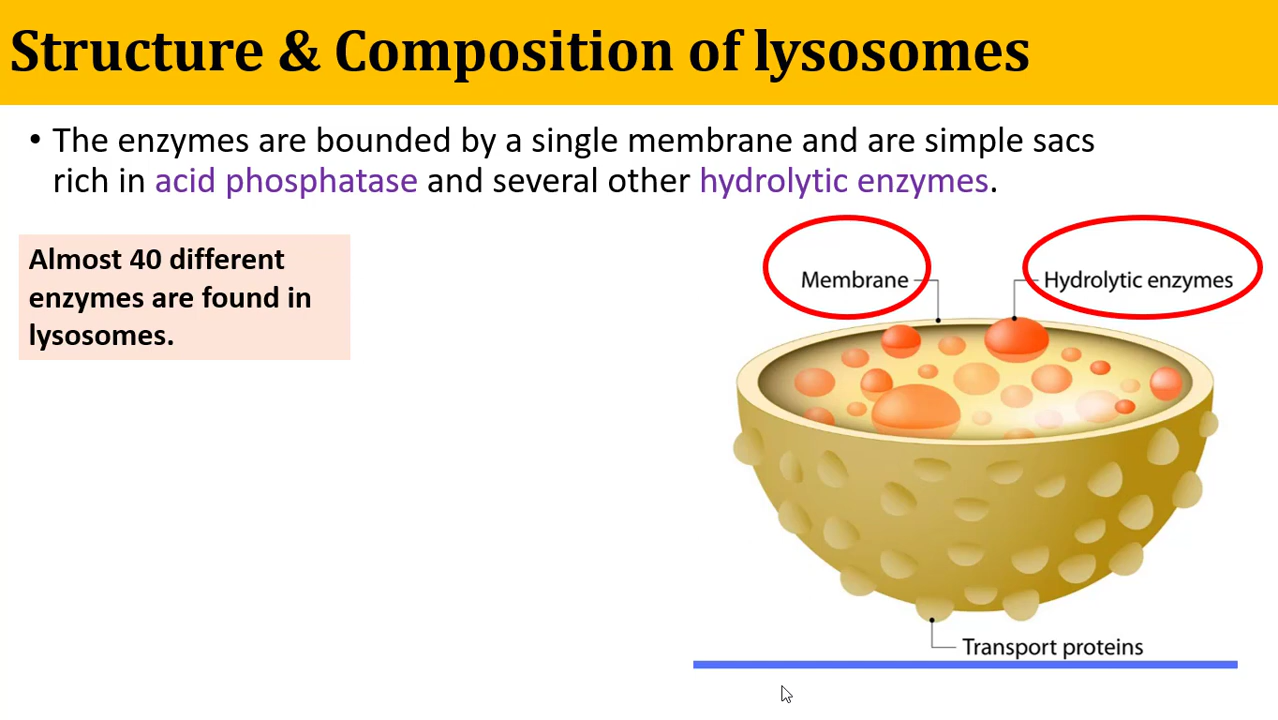 Structure & Composition of lysosomes
• The enzymes are bounded by a single membrane and are simple sacs
rich in acid phosphatase and several other hydrolytic enzymes.
Almost 40 different
enzymes are found in
lysosomes.
Membrane
Hydrolytic enzymes
Transport proteins